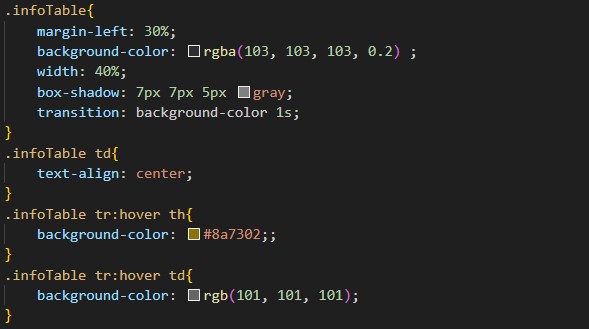 .infoTable{
    margin-left: 30%;
    background-color: rgba(103, 103, 103, 0.2) ;
    width: 40%;
    box-shadow: 7px 7px 5px gray;
    transition: background-color 1s;
}
.infoTable td{
    text-align: center;
}
.infoTable tr:hover th{
    background-color: #8a7302;;
}
.infoTable tr:hover td{
    background-color: rgb(101, 101, 101);
}